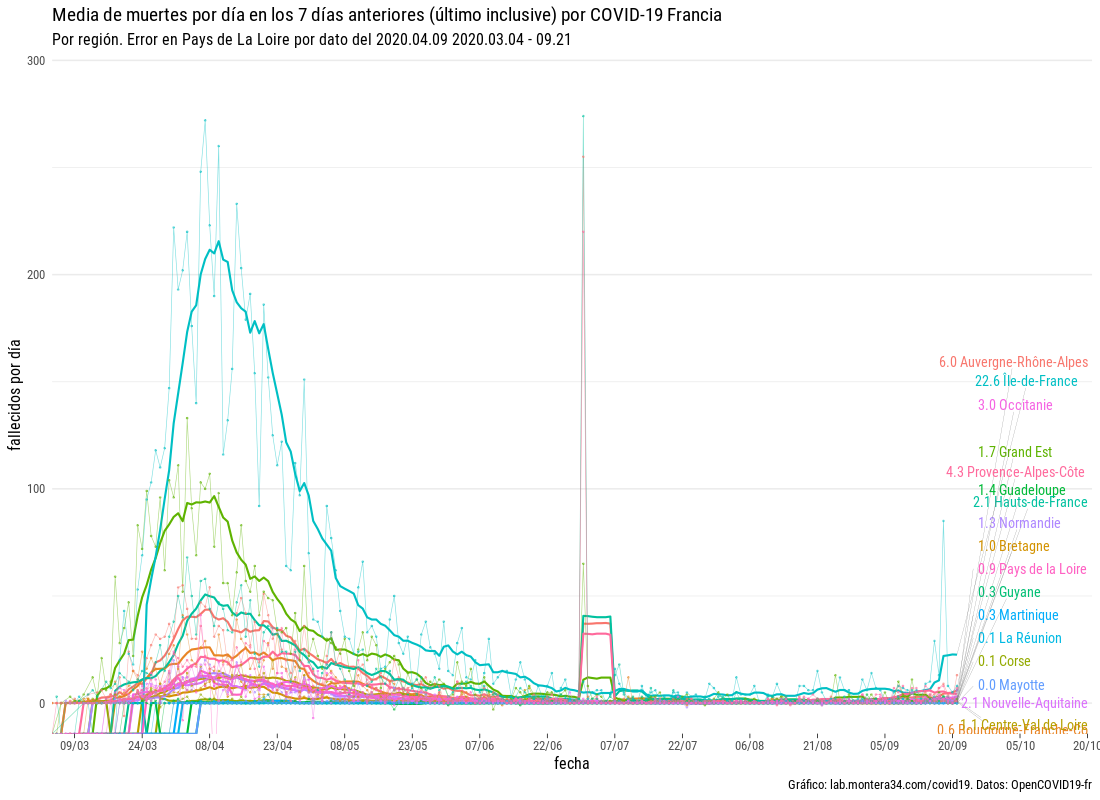 Media de muertes por día en los 7 días anteriores (último inclusive) por COVID-19 Francia
Por región. Error en Pays de La Loire por dato del 2020.04.09 2020.03.04 - 09.21
fallecidos por día
300
200
100
0
6.0 Auvergne-Rhône-Alpes
22.6 Île-de-France
3.0 Occitanie
1.7 Grand Est
4.3 Provence-Alpes-Côte
1.4 Guadeloupe
2.1 Hauts-de-France
1.3 Normandie
1.0 Bretagne
0.9 Pays de la Loire
0.3 Guyane
0.3 Martinique
0.1 La Réunion
0.1 Corse
0.0 Mayotte
2.1 Nouvelle-Aquitaine
1.1 Centre-Val de Loire
0.6 Bourgogne-Franche-Co
09/03 24/03 08/04 23/04 08/05 23/05 07/06 22/06 07/07 22/07 06/08 21/08 05/09 20/09 05/10 20/10
fecha
Gráfico: lab.montera34.com/covid19. Datos: OpenCOVID19-fr